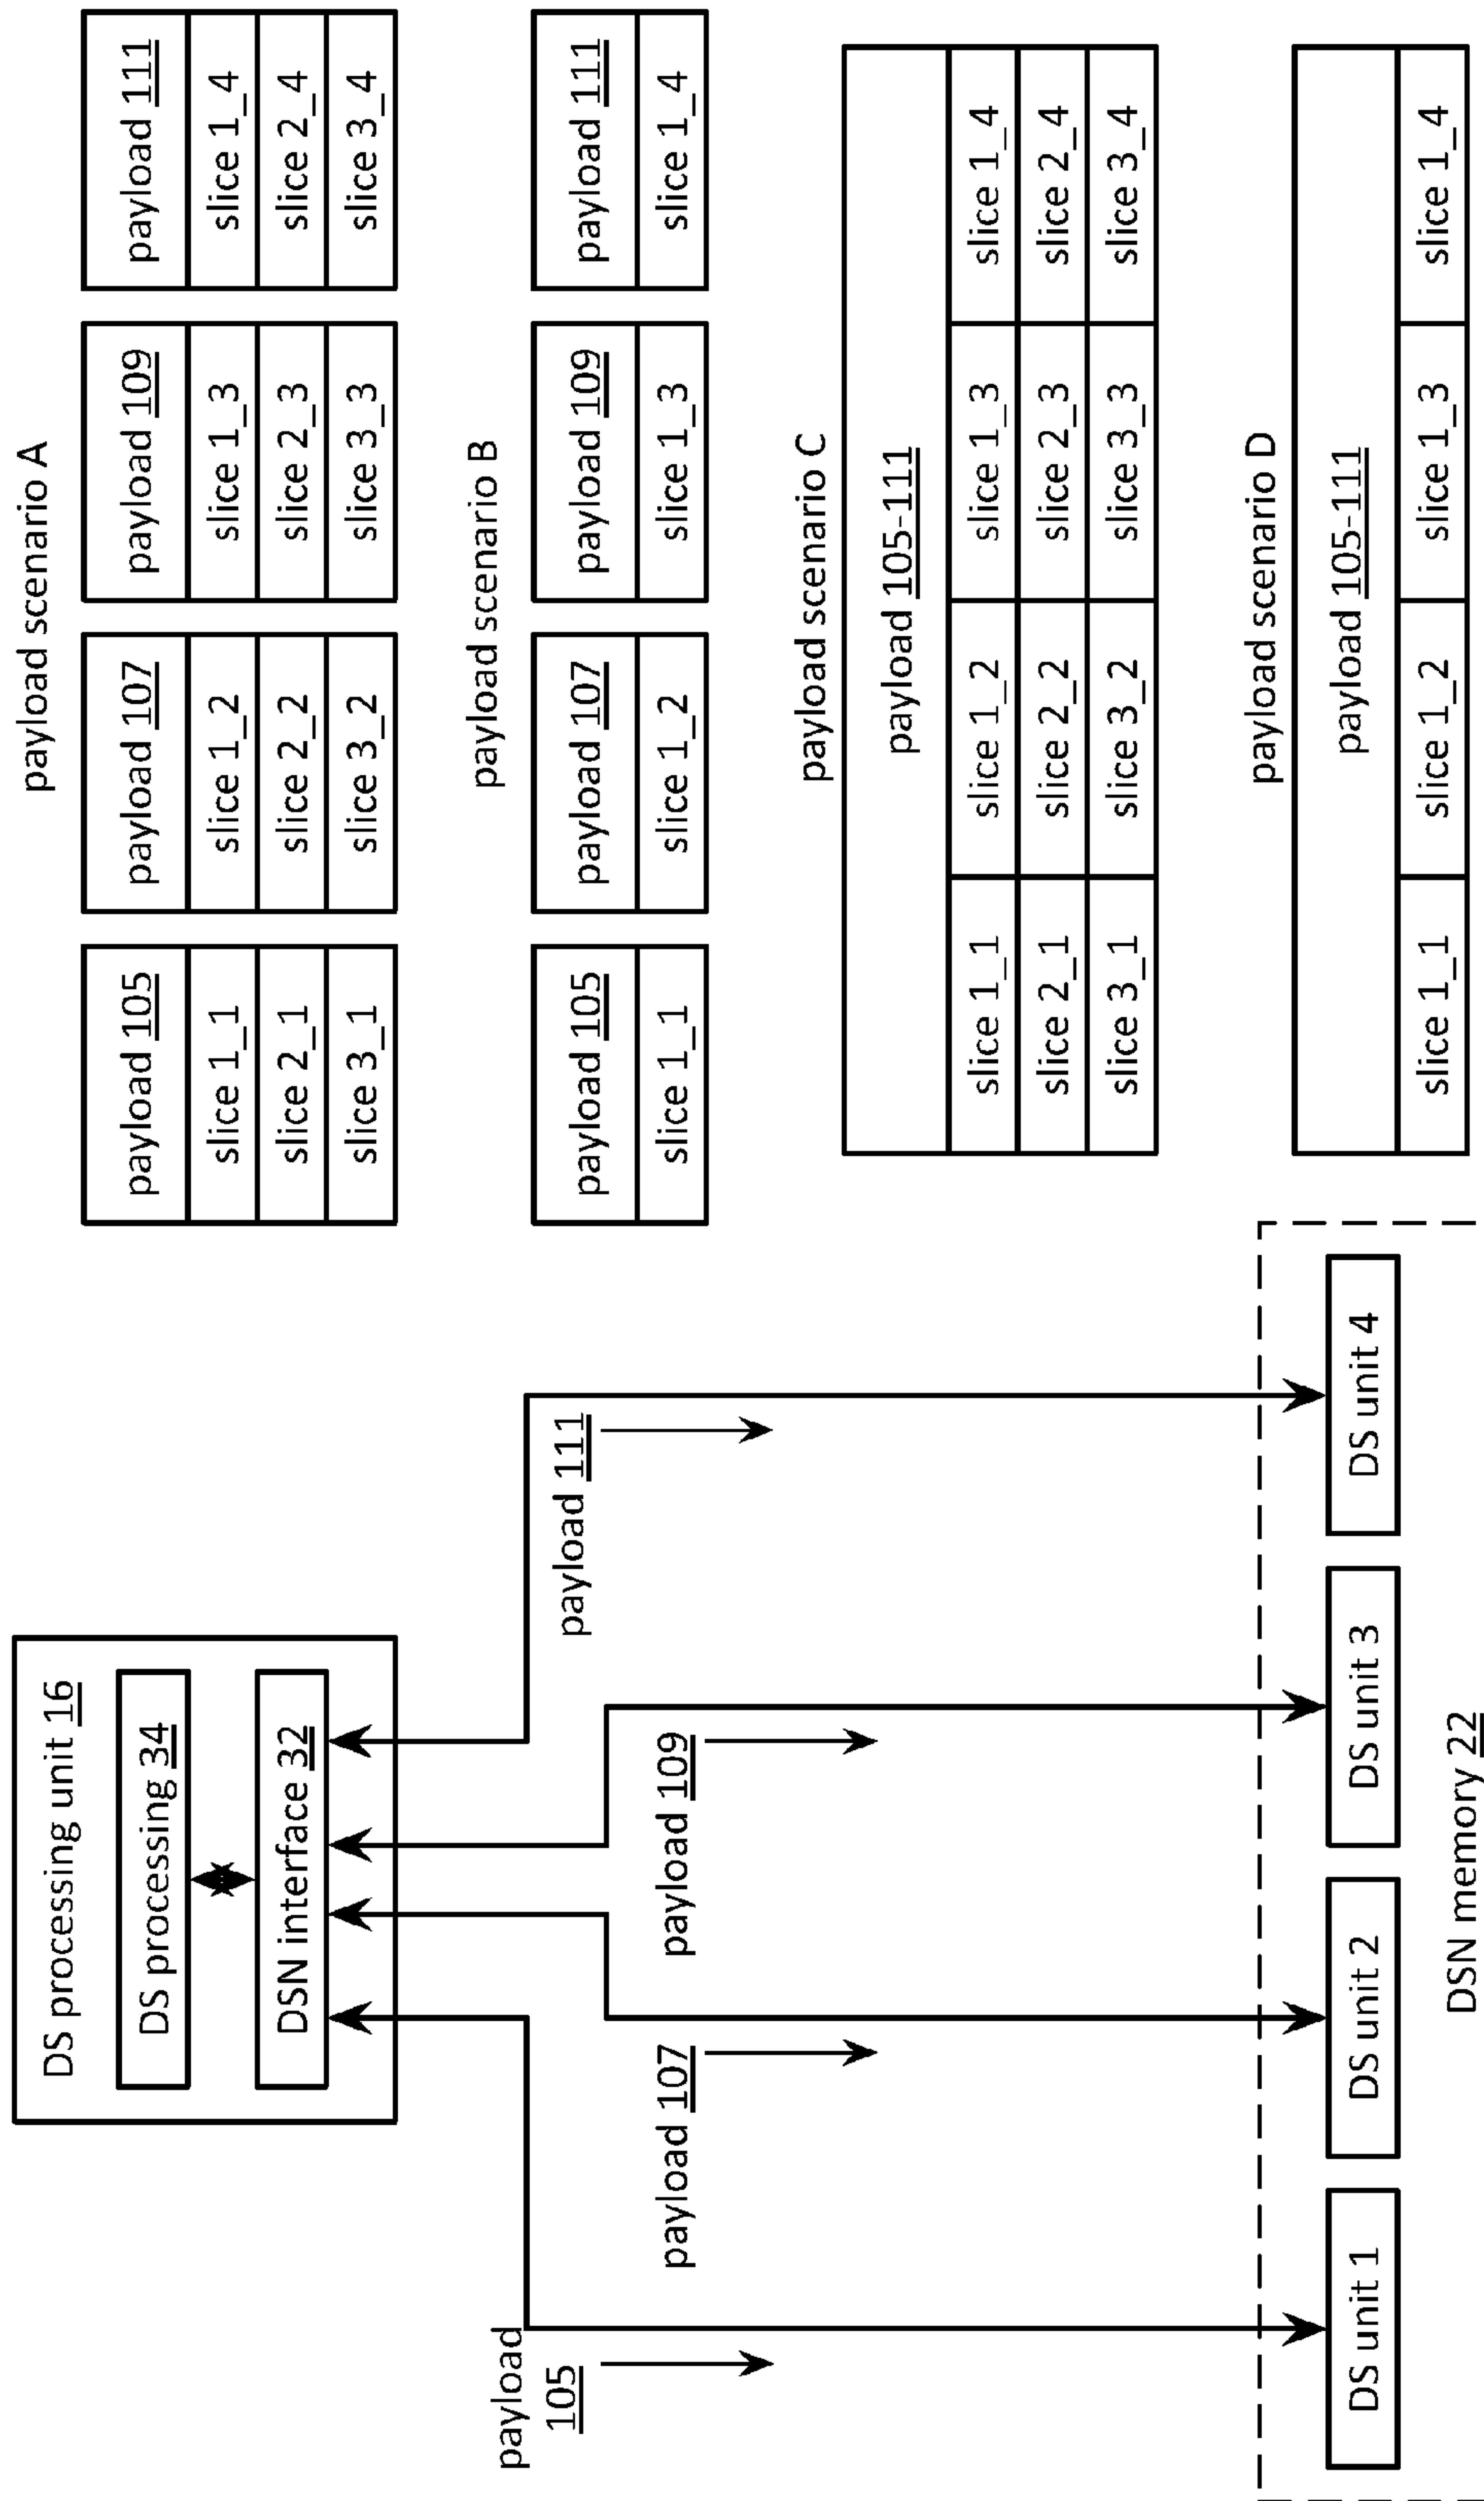 DS processing unit 16
DS processing 34
DSN interface 32
payload
105
payload 107
payload 109
payload 111
DS unit 1
DS unit 2
DS unit 3
DS unit 4
DSN memory 22
payload scenario A
payload 105
payload 107
payload 109
payload 111
slice 1_1
slice 1_2
slice 1_3
slice 1_4
slice 2_1
slice 2_2
slice 2_3
slice 2_4
slice 3_1
slice 3_2
slice 3_3
slice 3_4
payload scenario B
payload 105
payload 107
payload 109
payload 111
slice 1_1
slice 1_2
slice 1_3
slice 1_4
payload scenario C
payload 105-111
slice 1_1
slice 1_2
slice 1_3
slice 1_4
slice 2_1
slice 2_2
slice 2_3
slice 2_4
slice 3_1
slice 3_2
slice 3_3
slice 3_4
payload scenario D
payload 105-111
slice 1_1
slice 1_2
slice 1_3
slice 1_4